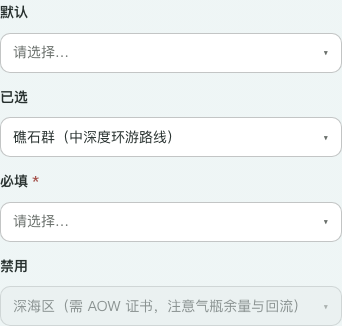 默认
请选择…
已选
礁石群（中深度环游路线）
必填 *
请选择…
禁用
深海区（需 AOW 证书，注意气瓶余量与回流）